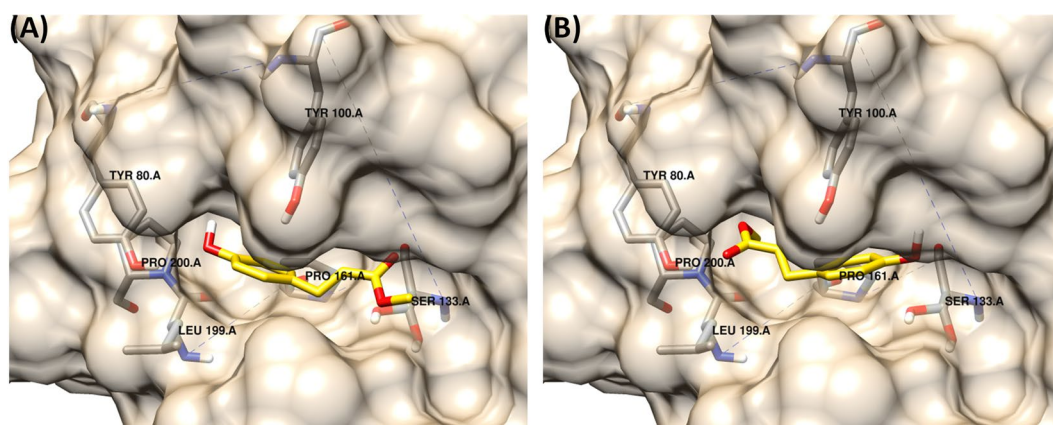 (A)
TYR 100.A
TYR 80.A
PRO 200.A
PRO 161.A
SER 133.A
LEU 199.A
(B)
TYR 100.A
TYR 80.A
PRO 200.A
PRO 161.A
SER 133.A
LEU 199.A